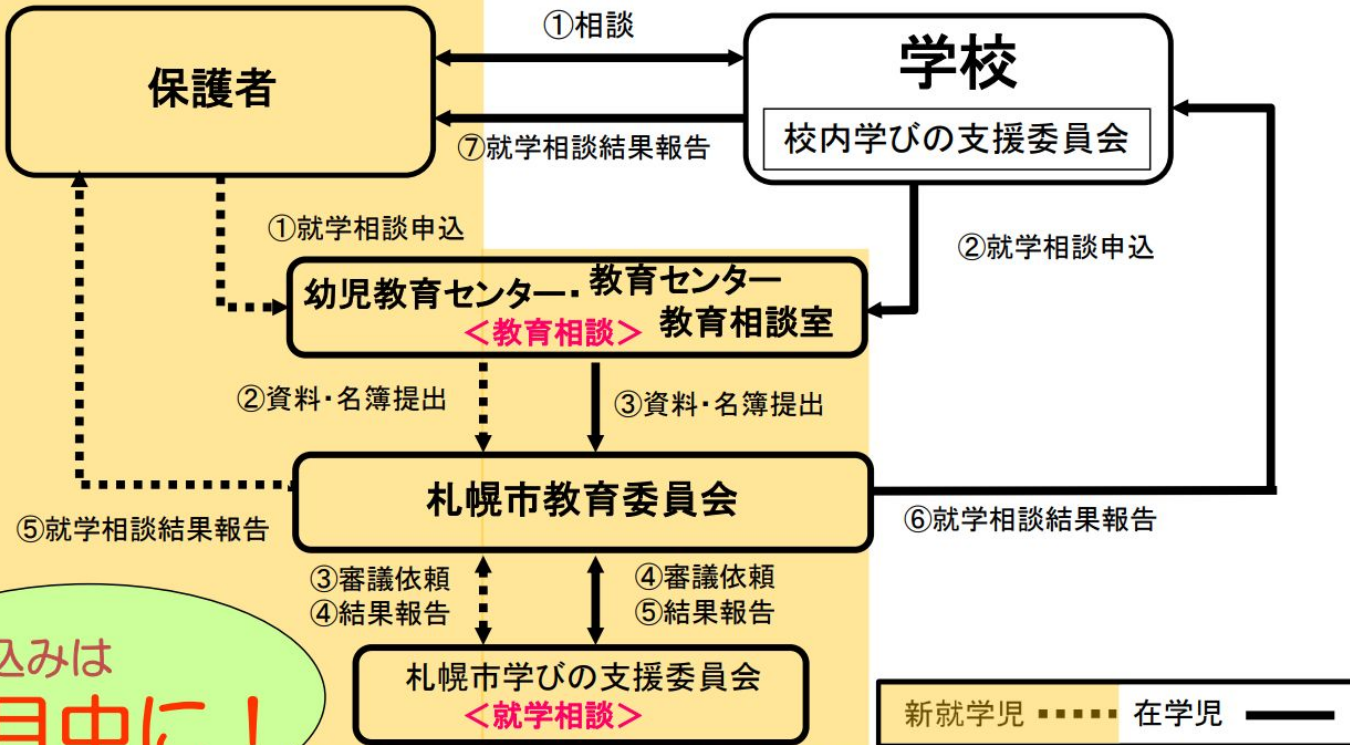 ①相談
保護者
学校
校内学びの支援委員会
⑦就学相談結果報告
①就学相談申込
②就学相談申込
幼児教育センター・教育センター
<教育相談> 教育相談室
②資料・名簿提出
③資料・名簿提出
札幌市教育委員会
⑤就学相談結果報告
⑥就学相談結果報告
③審議依頼
④結果報告
④審議依頼
⑤結果報告
込みは
月中に!
札幌市学びの支援委員会
<就学相談>
新就学児 在学児